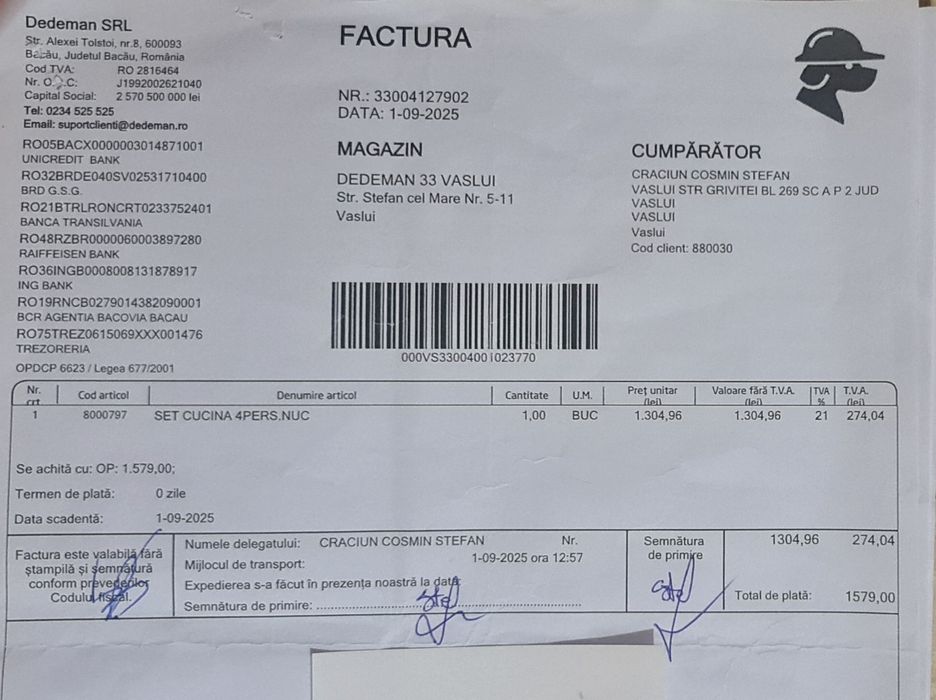 Dedeman SRL
Str. Alexei Tolstoi, nr.8, 600093
Bacău, Judetul Bacău, România
Cod TVA: RO 2816464
Nr. O. C: J1992002621040
Capital Social: 2 570 500 000 lei
Tel: 0234 525 525
Email: suportclienti@dedeman.ro
RO05BACX0000003014871001
UNICREDIT BANK
RO32BRDE040SV02531710400
BRD G.S.G.
RO21BTRLRONCRT0233752401
BANCA TRANSILVANIA
RO48RZBR0000060003897280
RAIFFEISEN BANK
RO36INGB0008008131878917
ING BANK
RO19RNCB0279014382090001
BCR AGENTIA BACOVIA BACAU
RO75TREZ0615069XXX001476
TREZORERIA
OPDCP 6623 / Legea 677/2001
FACTURA
NR.: 33004127902
DATA: 1-09-2025
MAGAZIN
DEDEMAN 33 VASLUI
Str. Stefan cel Mare Nr. 5-11
Vaslui
CUMPĂRĂTOR
CRACIUN COSMIN STEFAN
VASLUI STR GRIVITEI BL 269 SC A P 2 JUD
VASLUI
VASLUI
Vaslui
Cod client: 880030
000VS33004001023770
Nr. crt Cod articol Denumire articol Cantitate U.M. Preț unitar (lei) Valoare fără T.V.A. (lei) TVA % T.V.A. (lei)
1 8000797 SET CUCINA 4PERS.NUC 1,00 BUC 1.304,96 1.304,96 21 274,04
Se achită cu: OP: 1.579,00;
Termen de plată: 0 zile
Data scadentă: 1-09-2025
Factura este valabilă fără
ștampilă și semnătură
conform prevederilor
Codului fiscal.
Numele delegatului: CRACIUN COSMIN STEFAN Nr.
Mijlocul de transport: 1-09-2025 ora 12:57
Expedierea s-a făcut în prezența noastră la data
Semnătura de primire: ..........
Semnătura
de primire
1304,96 274,04
Total de plată: 1579,00